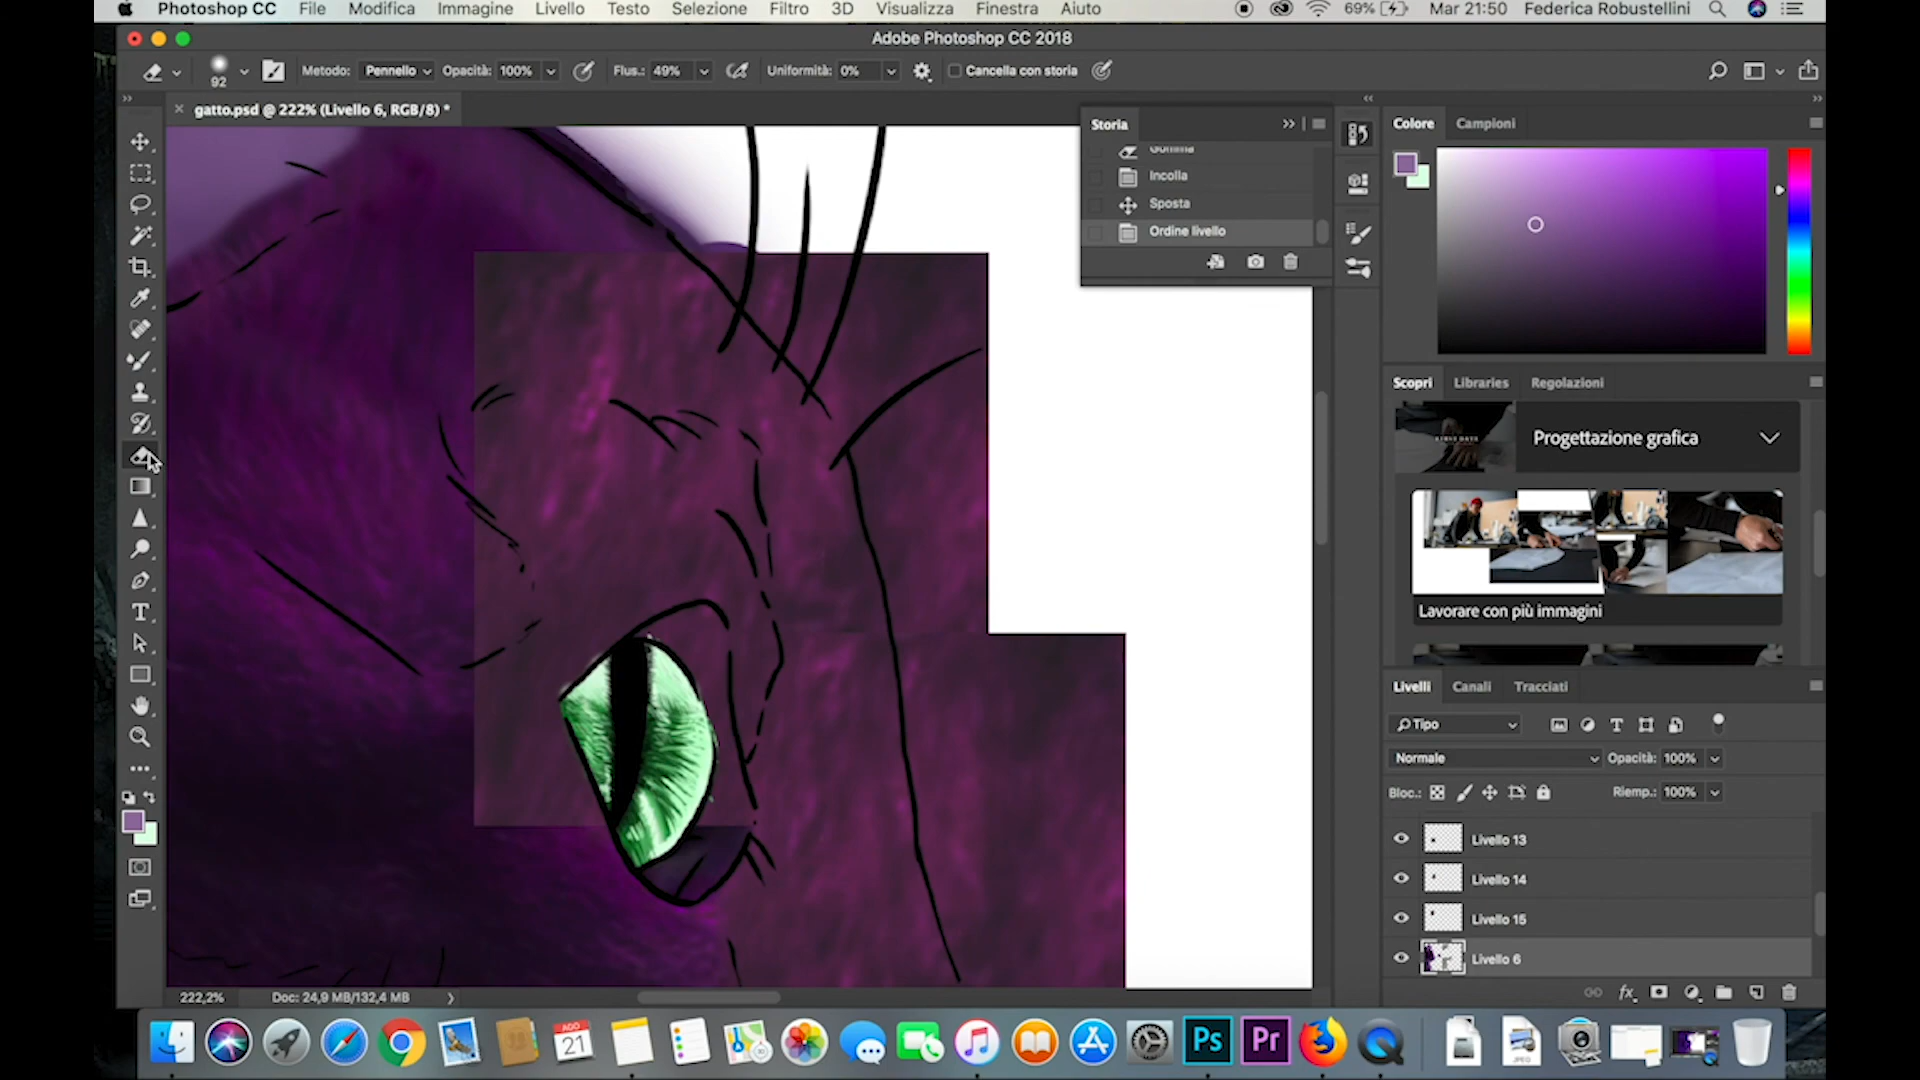 Photoshop CC File Modifica Immagine Livello Testo Selezione Filtro 3D Visualizza Finestra Aiuto 69% Mar 21:50 Federica Robustellini
Adobe Photoshop CC 2018
92 Metodo: Pennello Opacità: 100% Flus.: 49% Uniformità: 0% Cancella con storia
gatto.psd @ 222% (Livello 6, RGB/8) *
Storia
Gomma
Incolla
Sposta
Ordine livello
Colore Campioni
Scopri Libraries Regolazioni
Progettazione grafica
Lavorare con più immagini
Livelli Canali Tracciati
Tipo
Normale Opacità: 100%
Bloc.: Riemp.: 100%
Livello 13
Livello 14
Livello 15
Livello 6
fx
222,2% Doc: 24,9 MB/132,4 MB
AGO
21
Ps Pr
JPEG